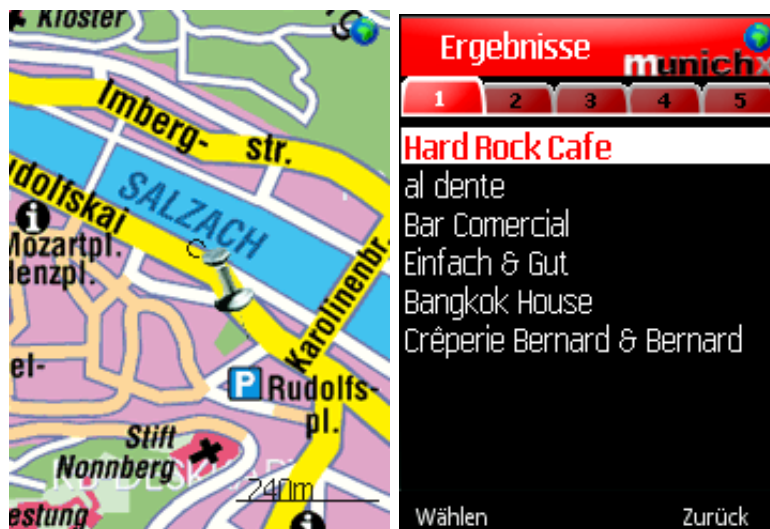 Kloster
Imberg-
str.
udolfskai
SALZACH
Mozartpl.
Karolinenbr.
el-
P
Rudolfs-
pl.
Stift
Nonnberg
240m
estung
Ergebnisse
munichx
1 2 3 4 5
Hard Rock Cafe
al dente
Bar Comercial
Einfach & Gut
Bangkok House
Crêperie Bernard & Bernard
Wählen Zurück